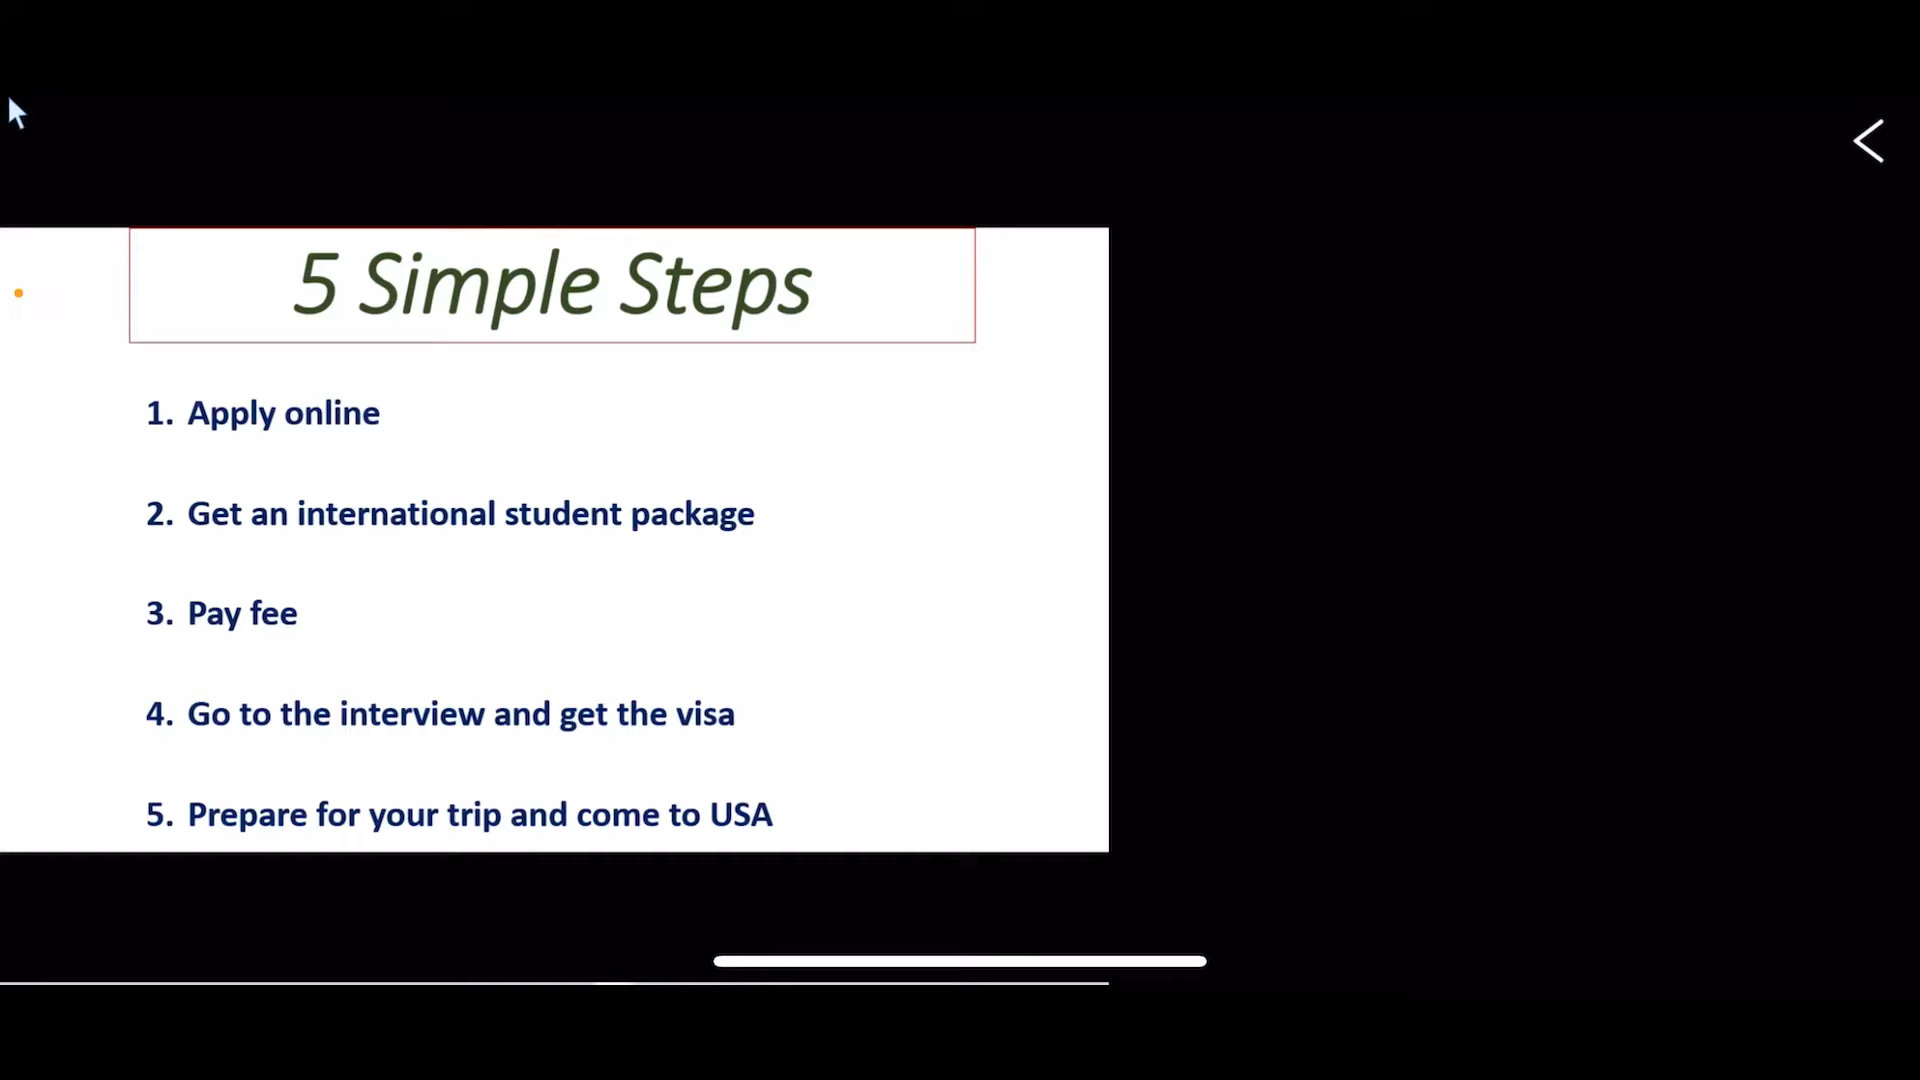 5 Simple Steps
1. Apply online
2. Get an international student package
3. Pay fee
4. Go to the interview and get the visa
5. Prepare for your trip and come to USA